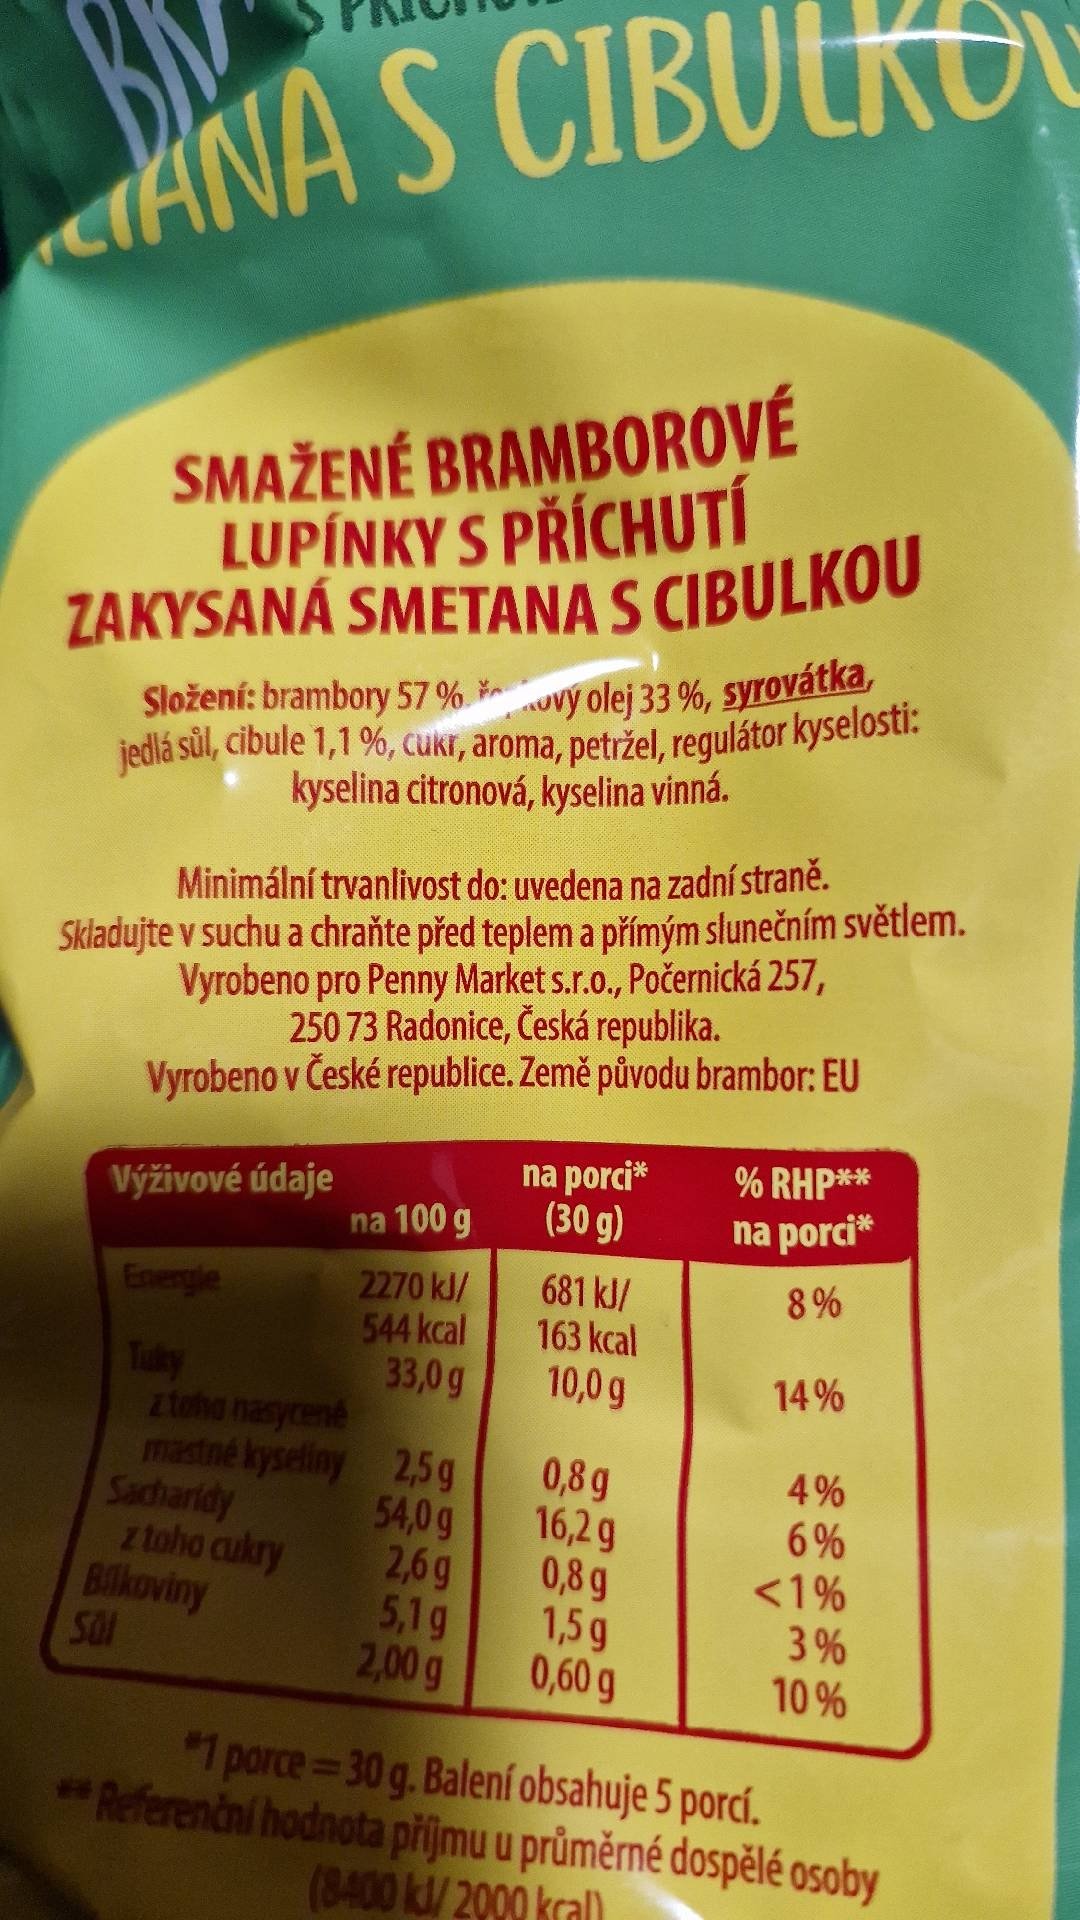 S
NA S CIBULKOU
SMAŽENÉ BRAMBOROVÉ
LUPÍNKY S PŘÍCHUTÍ
ZAKYSANÁ SMETANA S CIBULKOU
Složení: brambory 57 %, řepkový olej 33 %, syrovátka,
jedlá sůl, cibule 1,1 %, cukr, aroma, petržel, regulátor kyselosti:
kyselina citronová, kyselina vinná.
Minimální trvanlivost do: uvedena na zadní straně.
Skladujte v suchu a chraňte před teplem a přímým slunečním světlem.
Vyrobeno pro Penny Market s.r.o., Počernická 257,
250 73 Radonice, Česká republika.
Vyrobeno v České republice. Země původu brambor: EU
Výživové údaje na 100 g na porci* (30 g) % RHP** na porci*
Energie 2270 kJ/ 681 kJ/ 8 %
544 kcal 163 kcal
Tuky 33,0 g 10,0 g 14 %
z toho nasycené
mastné kyseliny 2,5 g 0,8 g 4 %
Sacharidy 54,0 g 16,2 g 6 %
z toho cukry 2,6 g 0,8 g <1 %
Bílkoviny 5,1 g 1,5 g 3 %
Sůl 2,00 g 0,60 g 10 %
*1 porce = 30 g. Balení obsahuje 5 porcí.
** Referenční hodnota příjmu u průměrné dospělé osoby
(8400 kJ/ 2000 kcal)